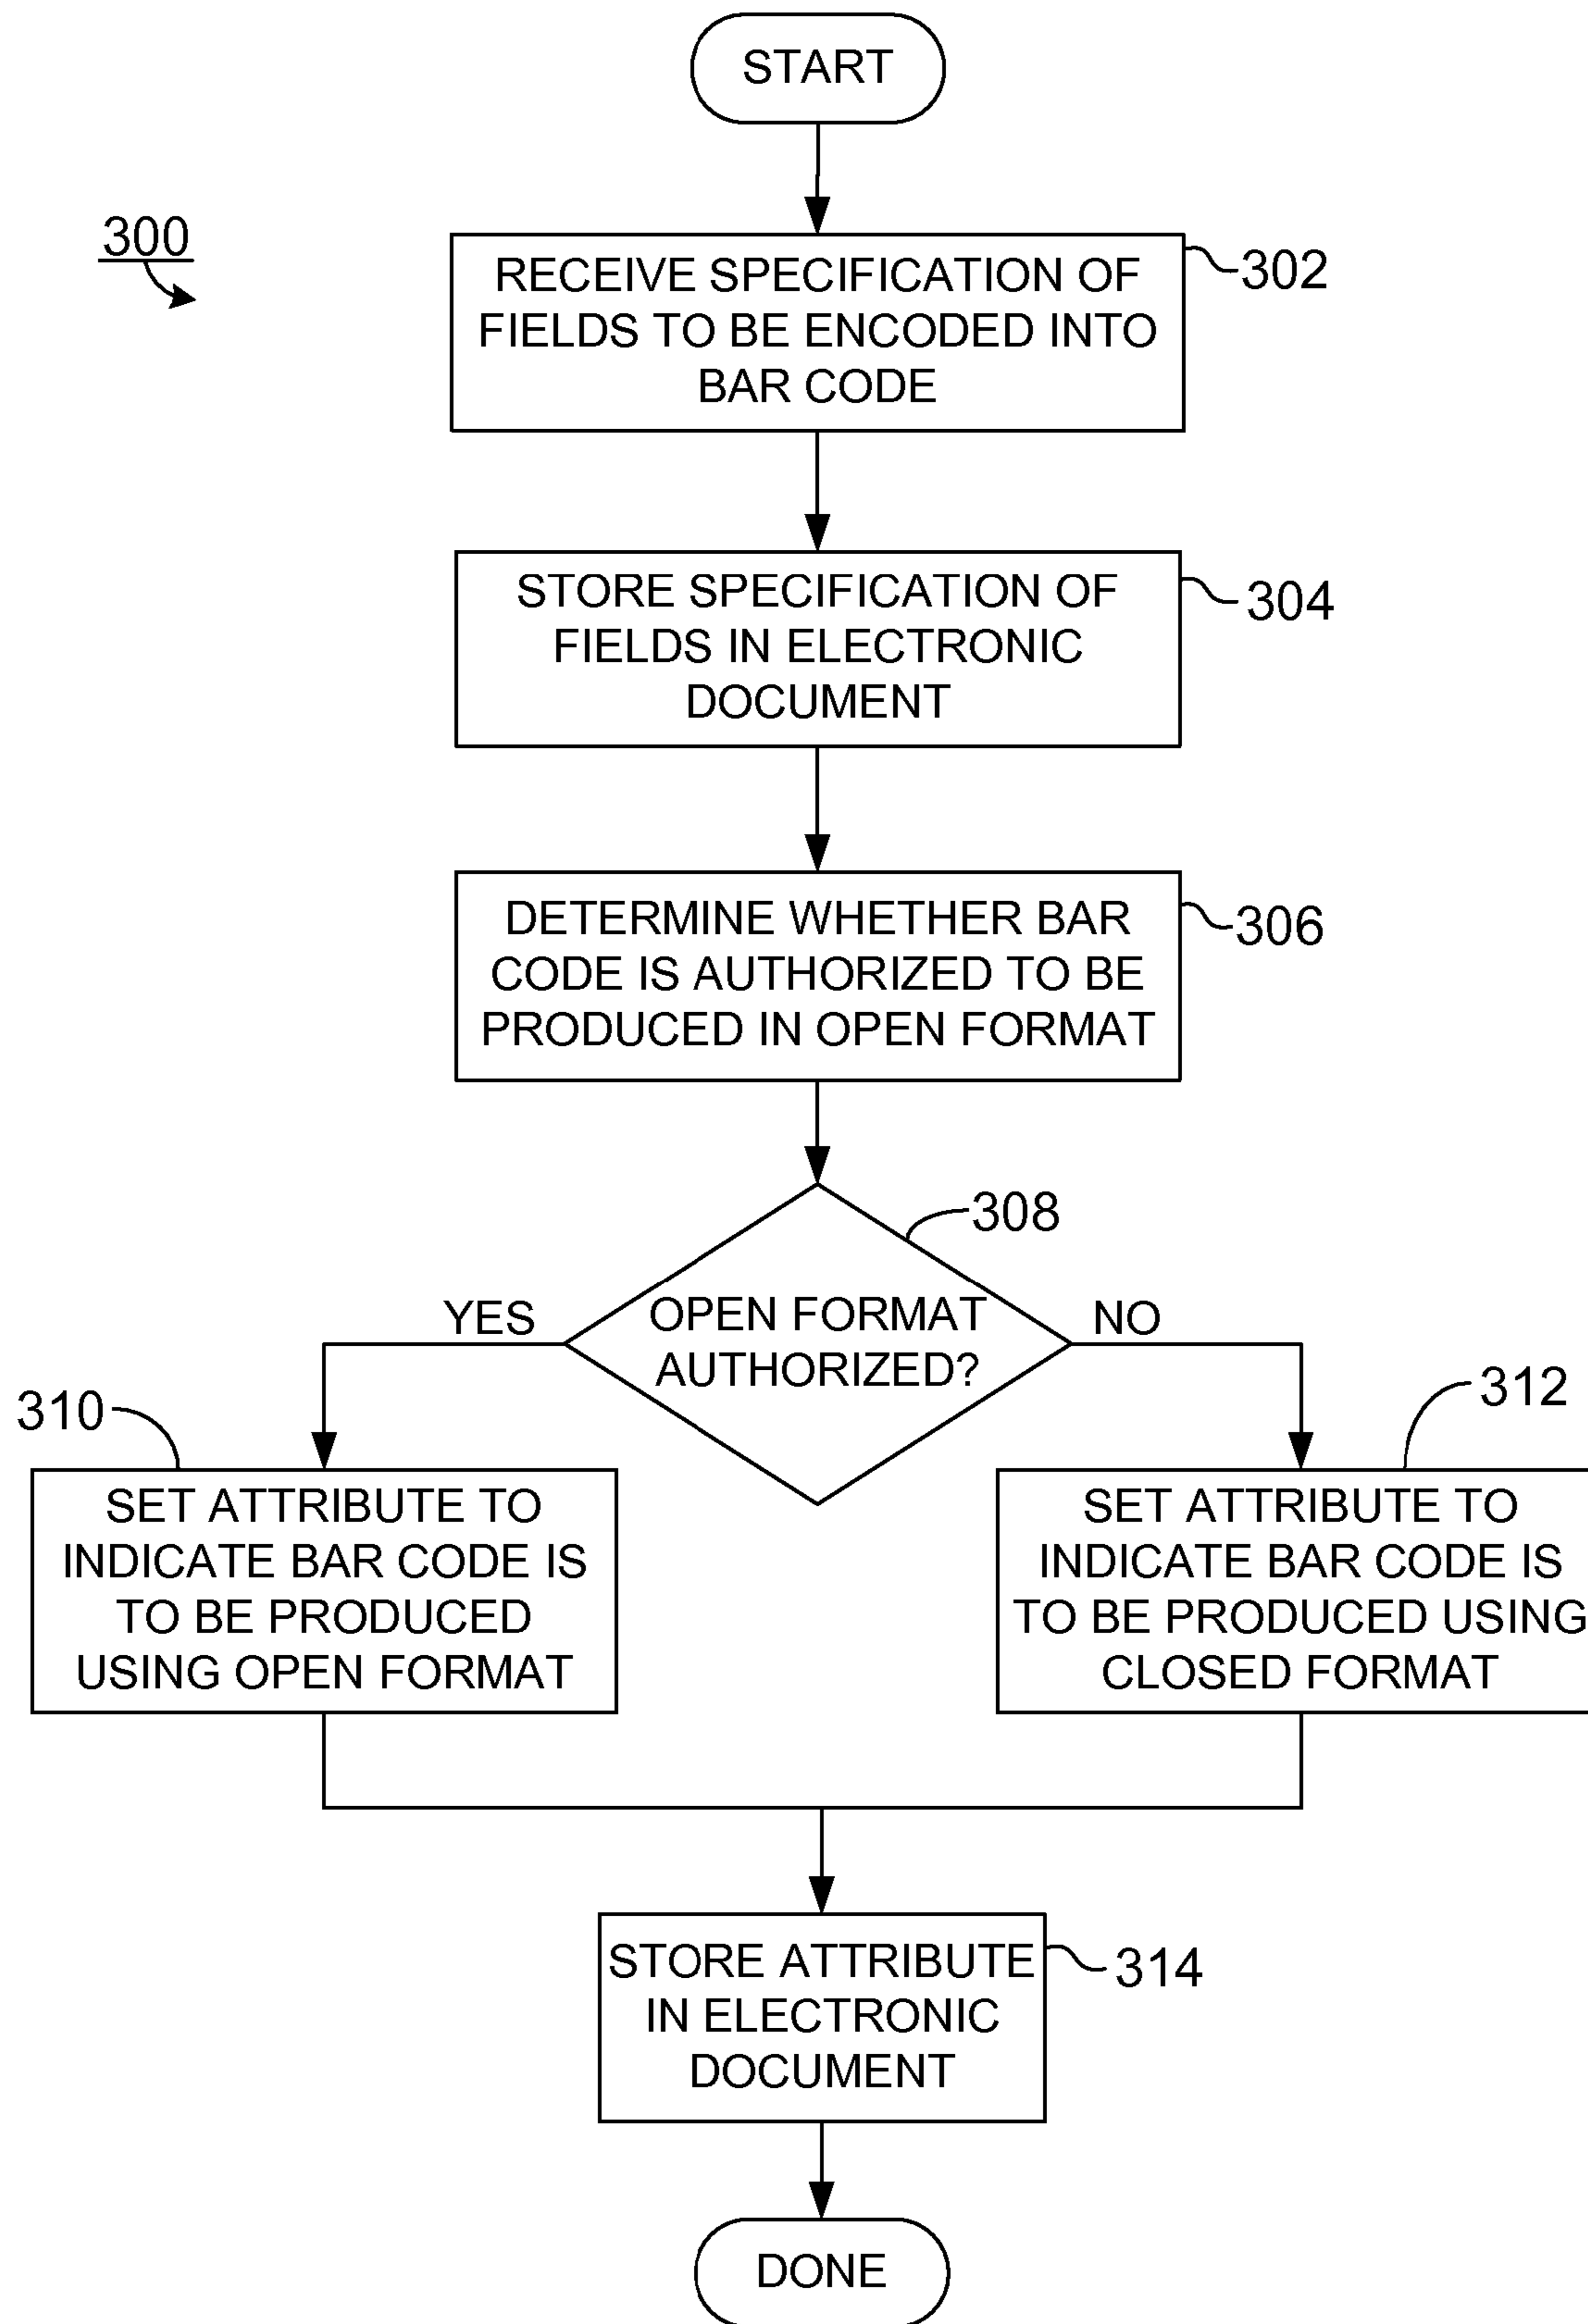 START
300
RECEIVE SPECIFICATION OF
FIELDS TO BE ENCODED INTO
BAR CODE
302
STORE SPECIFICATION OF
FIELDS IN ELECTRONIC
DOCUMENT
304
DETERMINE WHETHER BAR
CODE IS AUTHORIZED TO BE
PRODUCED IN OPEN FORMAT
306
308
OPEN FORMAT
AUTHORIZED?
YES
NO
310
SET ATTRIBUTE TO
INDICATE BAR CODE IS
TO BE PRODUCED
USING OPEN FORMAT
312
SET ATTRIBUTE TO
INDICATE BAR CODE IS
TO BE PRODUCED USING
CLOSED FORMAT
STORE ATTRIBUTE
IN ELECTRONIC
DOCUMENT
314
DONE